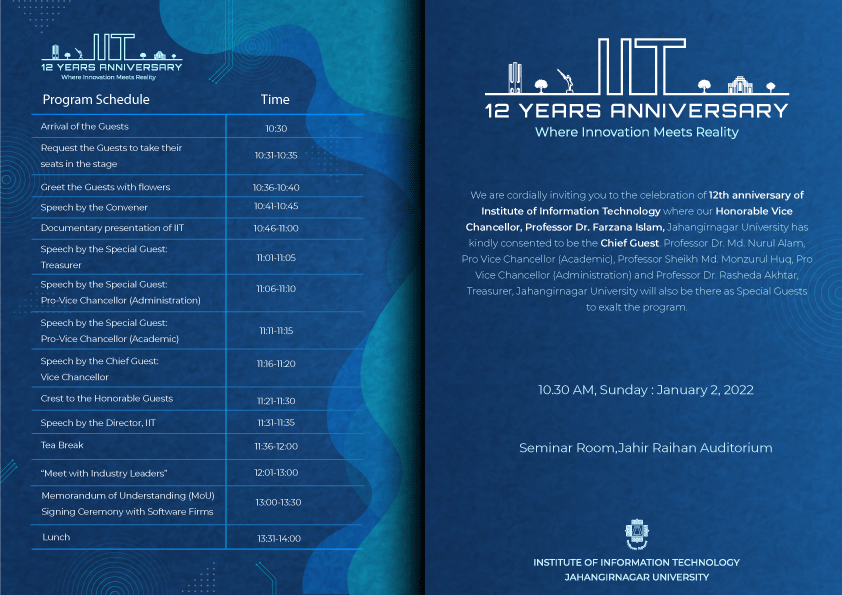 IIT
12 YEARS ANNIVERSARY
Where Innovation Meets Reality
Program Schedule Time
Arrival of the Guests 10:30
Request the Guests to take their
seats in the stage 10:31-10:35
Greet the Guests with flowers 10:36-10:40
Speech by the Convener 10:41-10:45
Documentary presentation of IIT 10:46-11:00
Speech by the Special Guest:
Treasurer 11:01-11:05
Speech by the Special Guest: 11:06-11:10
Pro-Vice Chancellor (Administration)
Speech by the Special Guest:
Pro-Vice Chancellor (Academic) 11:11-11:15
Speech by the Chief Guest: 11:16-11:20
Vice Chancellor
Crest to the Honorable Guests 11:21-11:30
Speech by the Director, IIT 11:31-11:35
Tea Break 11:36-12:00
“Meet with Industry Leaders” 12:01-13:00
Memorandum of Understanding (MoU) 13:00-13:30
Signing Ceremony with Software Firms
Lunch 13:31-14:00
IIT
12 YEARS ANNIVERSARY
Where Innovation Meets Reality
We are cordially inviting you to the celebration of 12th anniversary of
Institute of Information Technology where our Honorable Vice
Chancellor, Professor Dr. Farzana Islam, Jahangirnagar University has
kindly consented to be the Chief Guest. Professor Dr. Md. Nurul Alam,
Pro Vice Chancellor (Academic), Professor Sheikh Md. Monzurul Huq, Pro
Vice Chancellor (Administration) and Professor Dr. Rasheda Akhtar,
Treasurer, Jahangirnagar University will also be there as Special Guests
to exalt the program.
10.30 AM, Sunday : January 2, 2022
Seminar Room,Jahir Raihan Auditorium
INSTITUTE OF INFORMATION TECHNOLOGY
JAHANGIRNAGAR UNIVERSITY